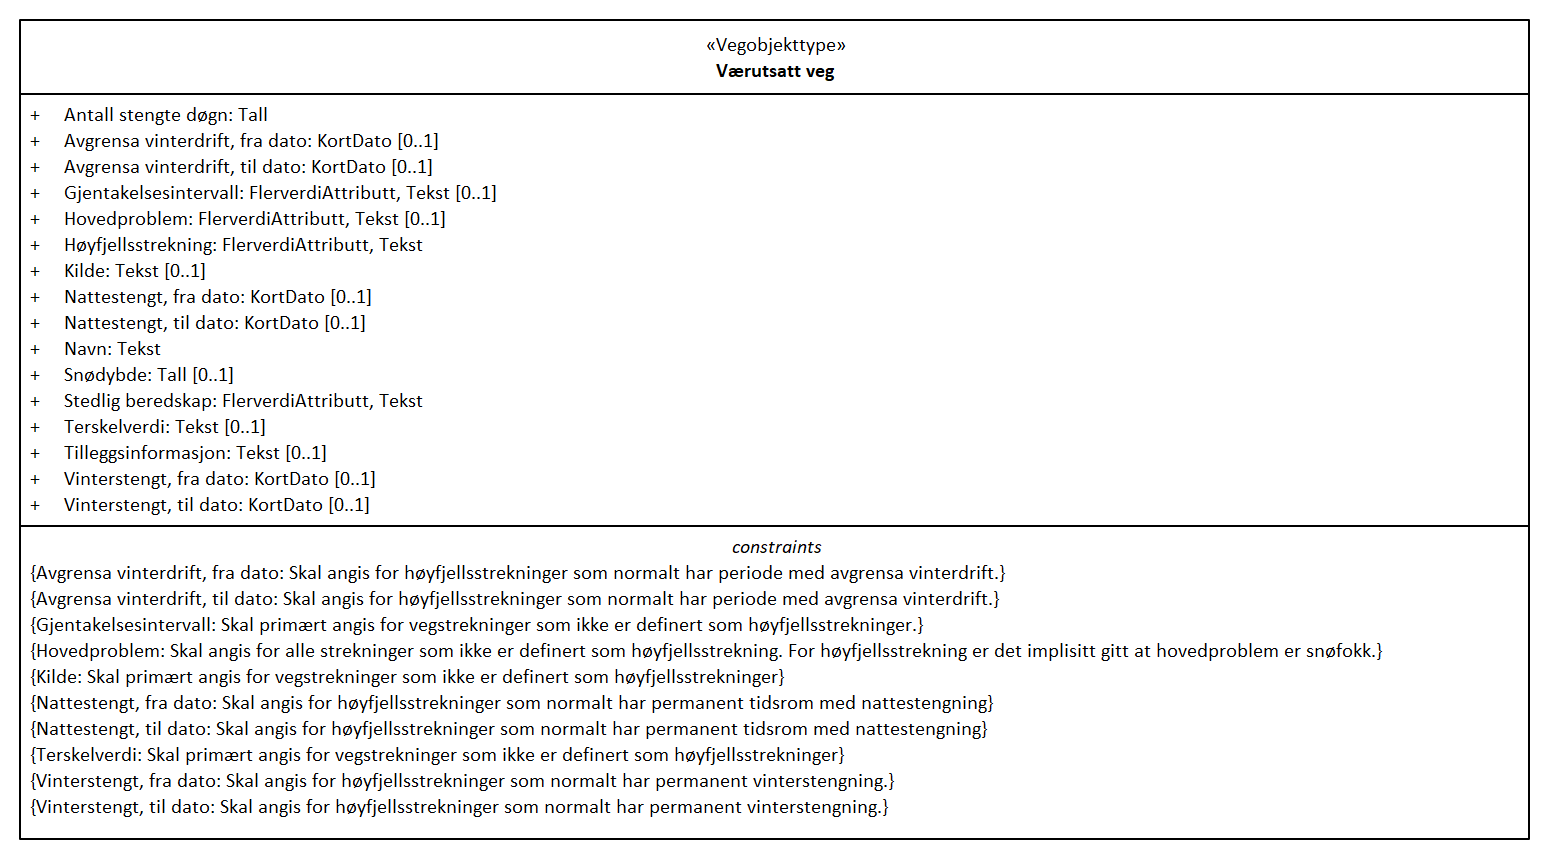 «Vegobjekttype»
Værutsatt veg
+ Antall stengte døgn: Tall
+ Avgrensa vinterdrift, fra dato: KortDato [0..1]
+ Avgrensa vinterdrift, til dato: KortDato [0..1]
+ Gjentakelsesintervall: FlerverdiAttributt, Tekst [0..1]
+ Hovedproblem: FlerverdiAttributt, Tekst [0..1]
+ Høyfjellsstrekning: FlerverdiAttributt, Tekst
+ Kilde: Tekst [0..1]
+ Nattestengt, fra dato: KortDato [0..1]
+ Nattestengt, til dato: KortDato [0..1]
+ Navn: Tekst
+ Snødybde: Tall [0..1]
+ Stedlig beredskap: FlerverdiAttributt, Tekst
+ Terskelverdi: Tekst [0..1]
+ Tilleggsinformasjon: Tekst [0..1]
+ Vinterstengt, fra dato: KortDato [0..1]
+ Vinterstengt, til dato: KortDato [0..1]
constraints
{Avgrensa vinterdrift, fra dato: Skal angis for høyfjellsstrekninger som normalt har periode med avgrensa vinterdrift.}
{Avgrensa vinterdrift, til dato: Skal angis for høyfjellsstrekninger som normalt har periode med avgrensa vinterdrift.}
{Gjentakelsesintervall: Skal primært angis for vegstrekninger som ikke er definert som høyfjellsstrekninger.}
{Hovedproblem: Skal angis for alle strekninger som ikke er definert som høyfjellsstrekning. For høyfjellsstrekning er det implisitt gitt at hovedproblem er snøfokk.}
{Kilde: Skal primært angis for vegstrekninger som ikke er definert som høyfjellsstrekninger}
{Nattestengt, fra dato: Skal angis for høyfjellsstrekninger som normalt har permanent tidsrom med nattestengning}
{Nattestengt, til dato: Skal angis for høyfjellsstrekninger som normalt har permanent tidsrom med nattestengning}
{Terskelverdi: Skal primært angis for vegstrekninger som ikke er definert som høyfjellsstrekninger}
{Vinterstengt, fra dato: Skal angis for høyfjellsstrekninger som normalt har permanent vinterstengning.}
{Vinterstengt, til dato: Skal angis for høyfjellsstrekninger som normalt har permanent vinterstengning.}